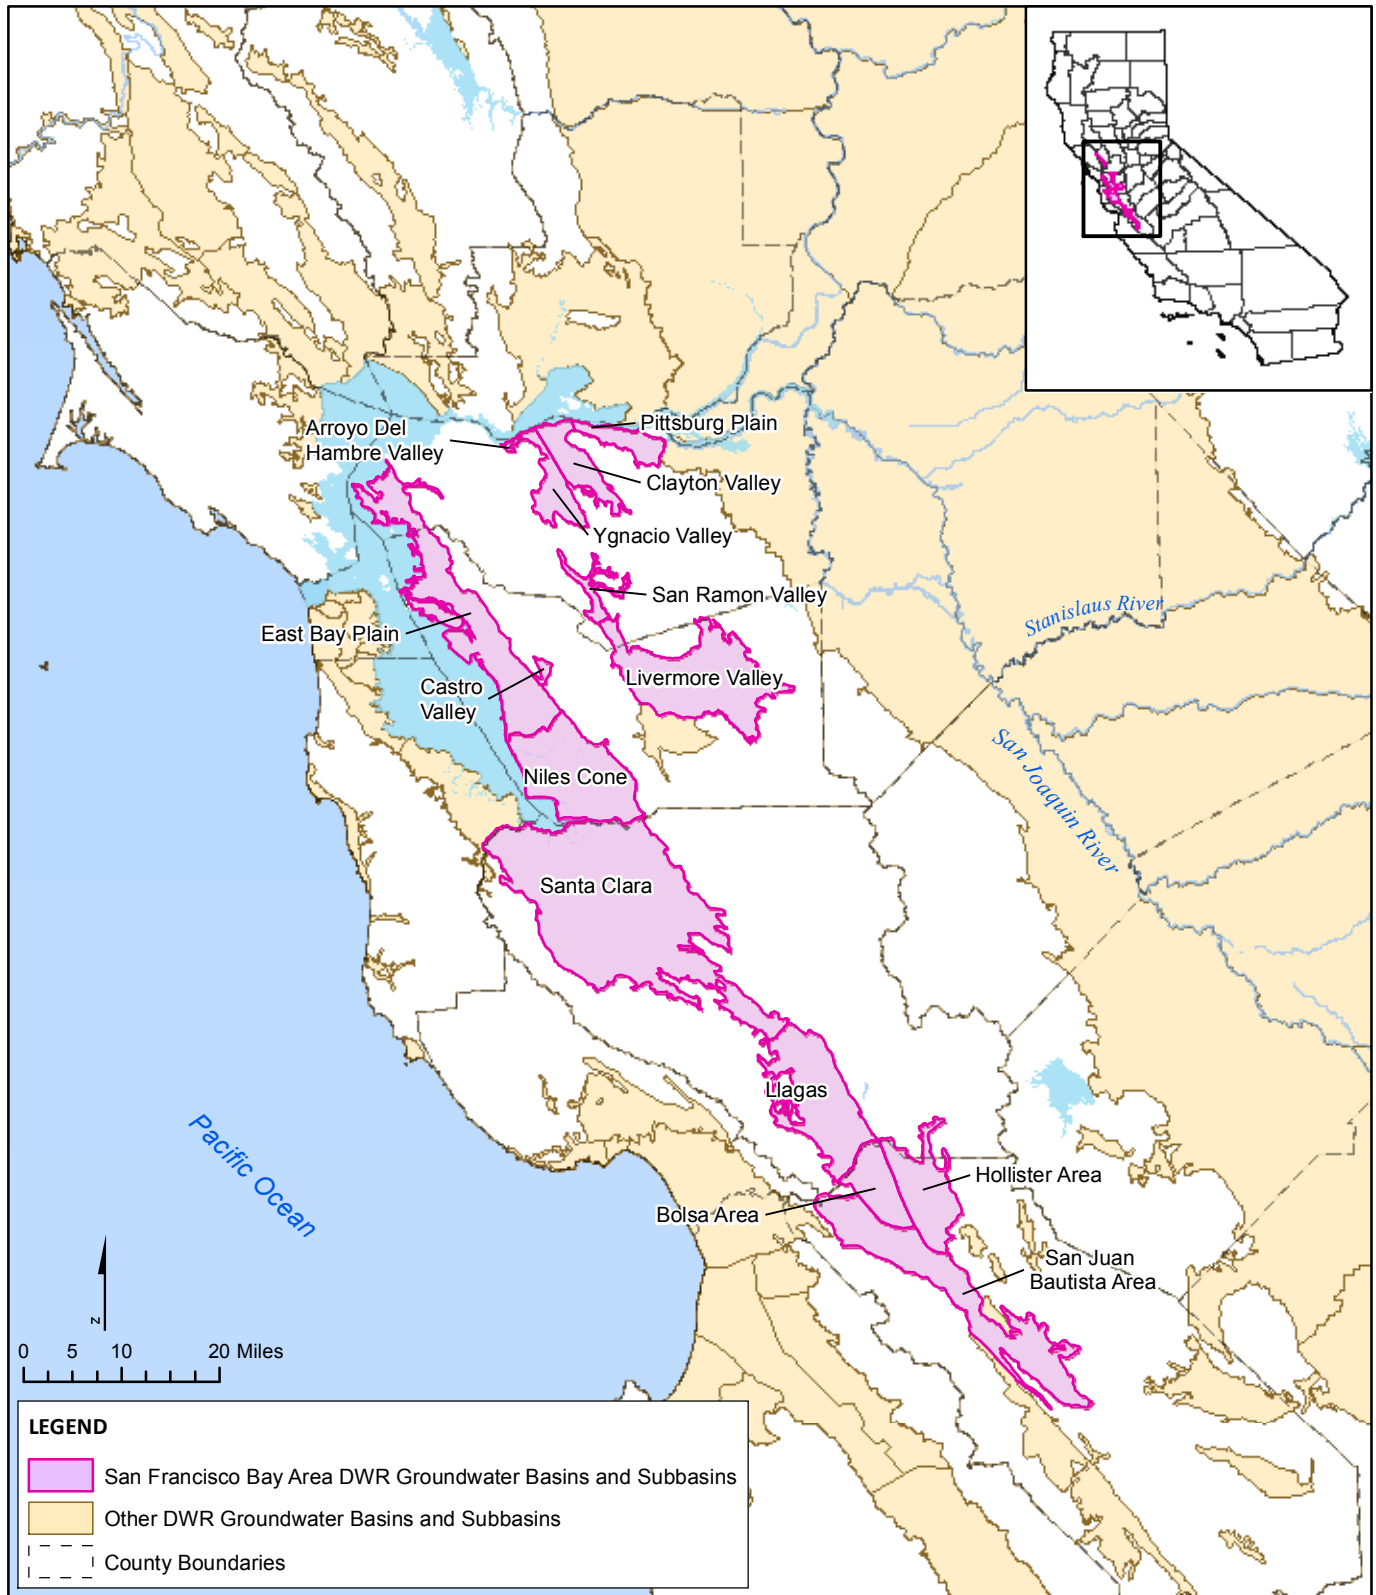 Pittsburg Plain
Arroyo Del
Hambre Valley
Clayton Valley
Ygnacio Valley
San Ramon Valley
Stanislaus River
East Bay Plain
Livermore Valley
Castro
Valley
San Joaquin River
Niles Cone
Santa Clara
Llagas
Pacific Ocean
Hollister Area
Bolsa Area
San Juan
Bautista Area
N
0 5 10 20 Miles
LEGEND
San Francisco Bay Area DWR Groundwater Basins and Subbasins
Other DWR Groundwater Basins and Subbasins
County Boundaries